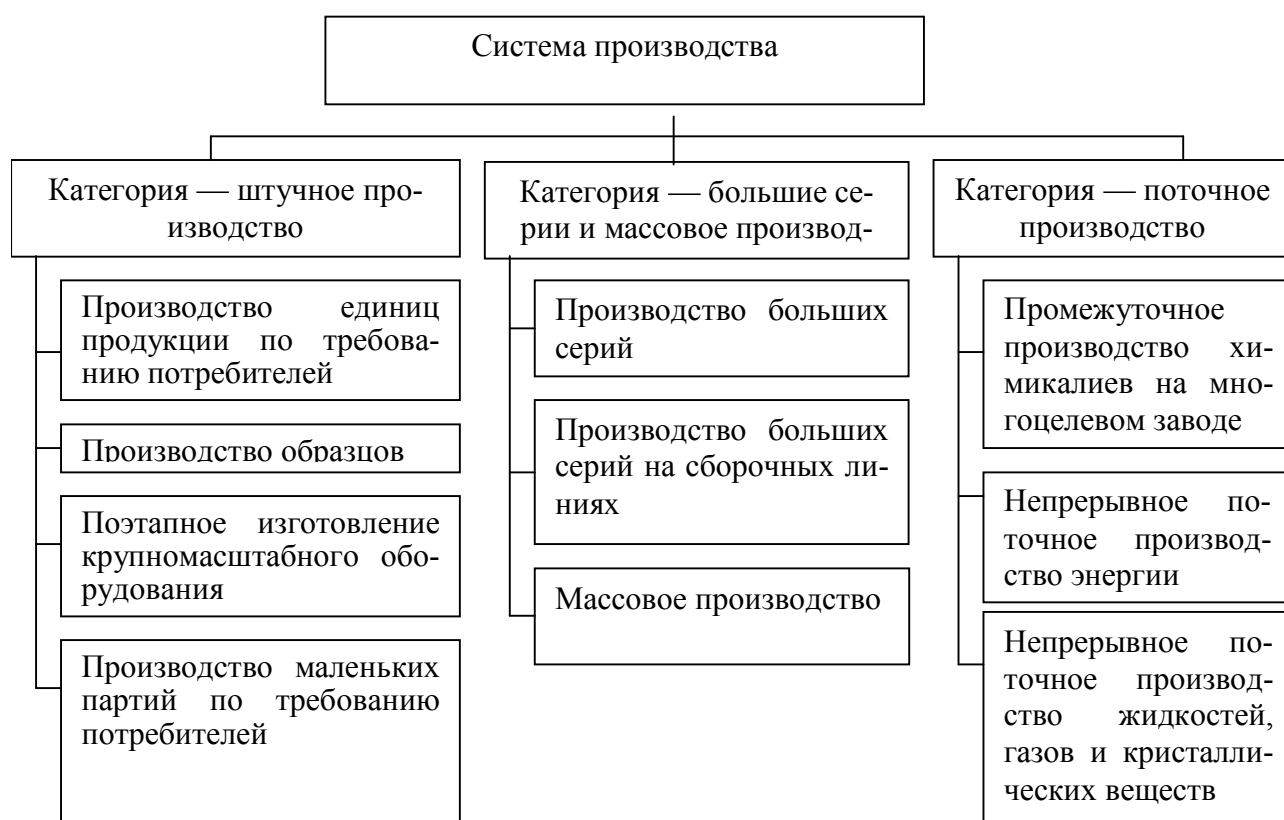 Система производства
Категория — штучное про-
изводство
Категория — большие се-
рии и массовое производ-
Категория — поточное
производство
Производство единиц
продукции по требова-
нию потребителей
Производство образцов
Поэтапное изготовление
крупномасштабного обо-
рудования
Производство маленьких
партий по требованию
потребителей
Производство больших
серий
Производство больших
серий на сборочных ли-
ниях
Массовое производство
Промежуточное
производство хи-
микалиев на мно-
гоцелевом заводе
Непрерывное по-
точное производ-
ство энергии
Непрерывное по-
точное производ-
ство жидкостей,
газов и кристалли-
ческих веществ